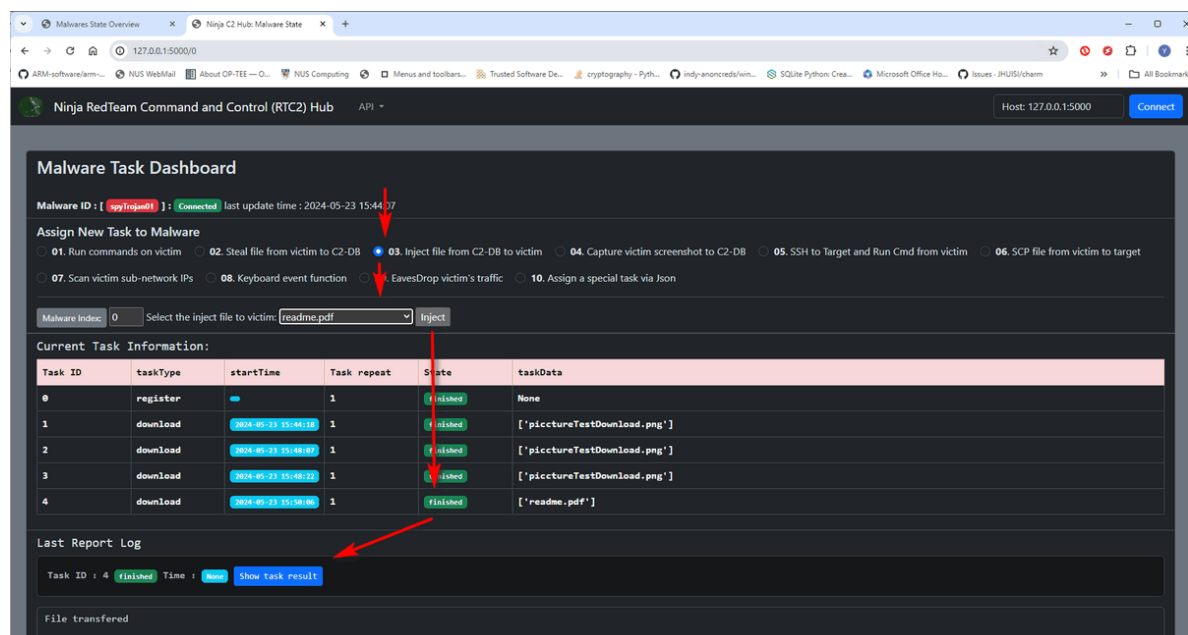 Malwares State Overview
Ninja C2 Hub: Malware State
127.0.0.1:5000/0
ARM-software/arm-... NUS WebMail About OP-TEE — O... NUS Computing Menus and toolbars... Trusted Software De... cryptography - Pyth... indy-anoncreds/win... SQLite Python: Crea... Microsoft Office Ho... Issues · JHUISI/charm » All Bookmark
Ninja RedTeam Command and Control (RTC2) Hub API Host: 127.0.0.1:5000 Connect
Malware Task Dashboard
Malware ID : [ spyTrojan01 ] : Connected last update time : 2024-05-23 15:44:07
Assign New Task to Malware
01. Run commands on victim 02. Steal file from victim to C2-DB 03. Inject file from C2-DB to victim 04. Capture victim screenshot to C2-DB 05. SSH to Target and Run Cmd from victim 06. SCP file from victim to target
07. Scan victim sub-network IPs 08. Keyboard event function EavesDrop victim's traffic 10. Assign a special task via Json
Malware Index: 0 Select the inject file to victim: readme.pdf Inject
Current Task Information:
Task ID taskType startTime Task repeat State taskData
0 register 1 finished None
1 download 2024-05-23 15:44:18 1 finished ['picctureTestDownload.png']
2 download 2024-05-23 15:48:07 1 finished ['picctureTestDownload.png']
3 download 2024-05-23 15:48:22 1 finished ['picctureTestDownload.png']
4 download 2024-05-23 15:50:06 1 finished ['readme.pdf']
Last Report Log
Task ID : 4 finished Time : None Show task result
File transfered